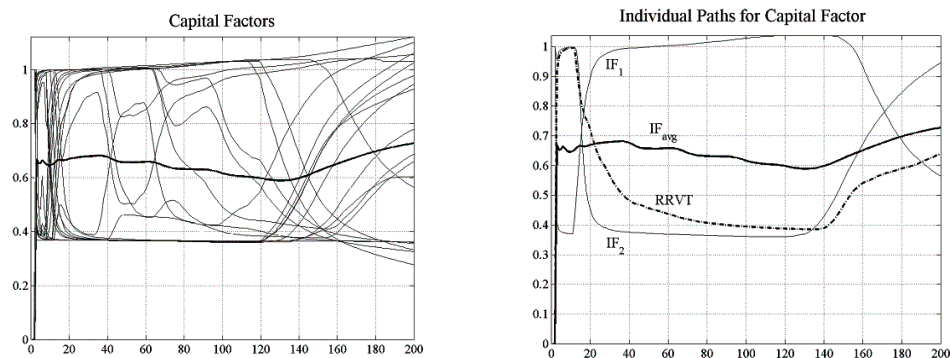 Capital Factors
1
0.8
0.6
0.4
0.2
0
0 20 40 60 80 100 120 140 160 180 200
Individual Paths for Capital Factor
1
0.9
0.8
0.7
0.6
0.5
0.4
0.3
0.2
0.1
0
0 20 40 60 80 100 120 140 160 180 200
IF1
IFavg
RRVT
IF2